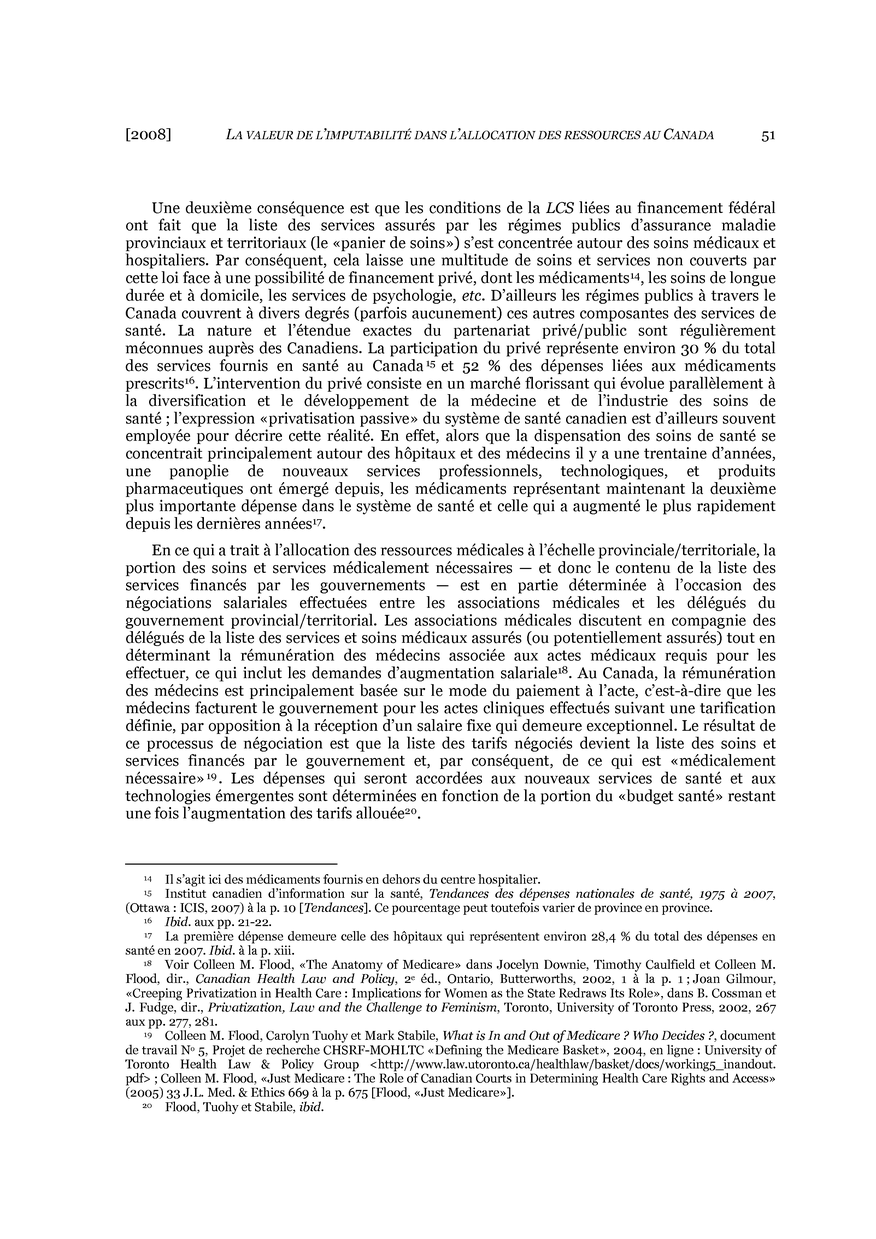 [2008] LA VALEUR DE L’IMPUTABILITÉ DANS L’ALLOCATION DES RESSOURCES AU CANADA 51
Une deuxième conséquence est que les conditions de la LCS liées au financement fédéral
ont fait que la liste des services assurés par les régimes publics d’assurance maladie
provinciaux et territoriaux (le «panier de soins») s’est concentrée autour des soins médicaux et
hospitaliers. Par conséquent, cela laisse une multitude de soins et services non couverts par
cette loi face à une possibilité de financement privé, dont les médicaments¹⁴, les soins de longue
durée et à domicile, les services de psychologie, etc. D’ailleurs les régimes publics à travers le
Canada couvrent à divers degrés (parfois aucunement) ces autres composantes des services de
santé. La nature et l’étendue exactes du partenariat privé/public sont régulièrement
méconnues auprès des Canadiens. La participation du privé représente environ 30 % du total
des services fournis en santé au Canada¹⁵ et 52 % des dépenses liées aux médicaments
prescrits¹⁶. L’intervention du privé consiste en un marché florissant qui évolue parallèlement à
la diversification et le développement de la médecine et de l’industrie des soins de
santé ; l’expression «privatisation passive» du système de santé canadien est d’ailleurs souvent
employée pour décrire cette réalité. En effet, alors que la dispensation des soins de santé se
concentrait principalement autour des hôpitaux et des médecins il y a une trentaine d’années,
une panoplie de nouveaux services professionnels, technologiques, et produits
pharmaceutiques ont émergé depuis, les médicaments représentant maintenant la deuxième
plus importante dépense dans le système de santé et celle qui a augmenté le plus rapidement
depuis les dernières années¹⁷.
En ce qui a trait à l’allocation des ressources médicales à l’échelle provinciale/territoriale, la
portion des soins et services médicalement nécessaires — et donc le contenu de la liste des
services financés par les gouvernements — est en partie déterminée à l’occasion des
négociations salariales effectuées entre les associations médicales et les délégués du
gouvernement provincial/territorial. Les associations médicales discutent en compagnie des
délégués de la liste des services et soins médicaux assurés (ou potentiellement assurés) tout en
déterminant la rémunération des médecins associée aux actes médicaux requis pour les
effectuer, ce qui inclut les demandes d’augmentation salariale¹⁸. Au Canada, la rémunération
des médecins est principalement basée sur le mode du paiement à l’acte, c’est-à-dire que les
médecins facturent le gouvernement pour les actes cliniques effectués suivant une tarification
définie, par opposition à la réception d’un salaire fixe qui demeure exceptionnel. Le résultat de
ce processus de négociation est que la liste des tarifs négociés devient la liste des soins et
services financés par le gouvernement et, par conséquent, de ce qui est «médicalement
nécessaire»¹⁹. Les dépenses qui seront accordées aux nouveaux services de santé et aux
technologies émergentes sont déterminées en fonction de la portion du «budget santé» restant
une fois l’augmentation des tarifs allouée²⁰.
¹⁴ Il s’agit ici des médicaments fournis en dehors du centre hospitalier.
¹⁵ Institut canadien d’information sur la santé, Tendances des dépenses nationales de santé, 1975 à 2007,
(Ottawa : ICIS, 2007) à la p. 10 [Tendances]. Ce pourcentage peut toutefois varier de province en province.
¹⁶ Ibid. aux pp. 21-22.
¹⁷ La première dépense demeure celle des hôpitaux qui représentent environ 28,4 % du total des dépenses en
santé en 2007. Ibid. à la p. xiii.
¹⁸ Voir Colleen M. Flood, «The Anatomy of Medicare» dans Jocelyn Downie, Timothy Caulfield et Colleen M.
Flood, dir., Canadian Health Law and Policy, 2ᵉ éd., Ontario, Butterworths, 2002, 1 à la p. 1 ; Joan Gilmour,
«Creeping Privatization in Health Care : Implications for Women as the State Redraws Its Role», dans B. Cossman et
J. Fudge, dir., Privatization, Law and the Challenge to Feminism, Toronto, University of Toronto Press, 2002, 267
aux pp. 277, 281.
¹⁹ Colleen M. Flood, Carolyn Tuohy et Mark Stabile, What is In and Out of Medicare ? Who Decides ?, document
de travail Nº 5, Projet de recherche CHSRF-MOHLTC «Defining the Medicare Basket», 2004, en ligne : University of
Toronto Health Law & Policy Group <http://www.law.utoronto.ca/healthlaw/basket/docs/working5_inandout.
pdf> ; Colleen M. Flood, «Just Medicare : The Role of Canadian Courts in Determining Health Care Rights and Access»
(2005) 33 J.L. Med. & Ethics 669 à la p. 675 [Flood, «Just Medicare»].
²⁰ Flood, Tuohy et Stabile, ibid.